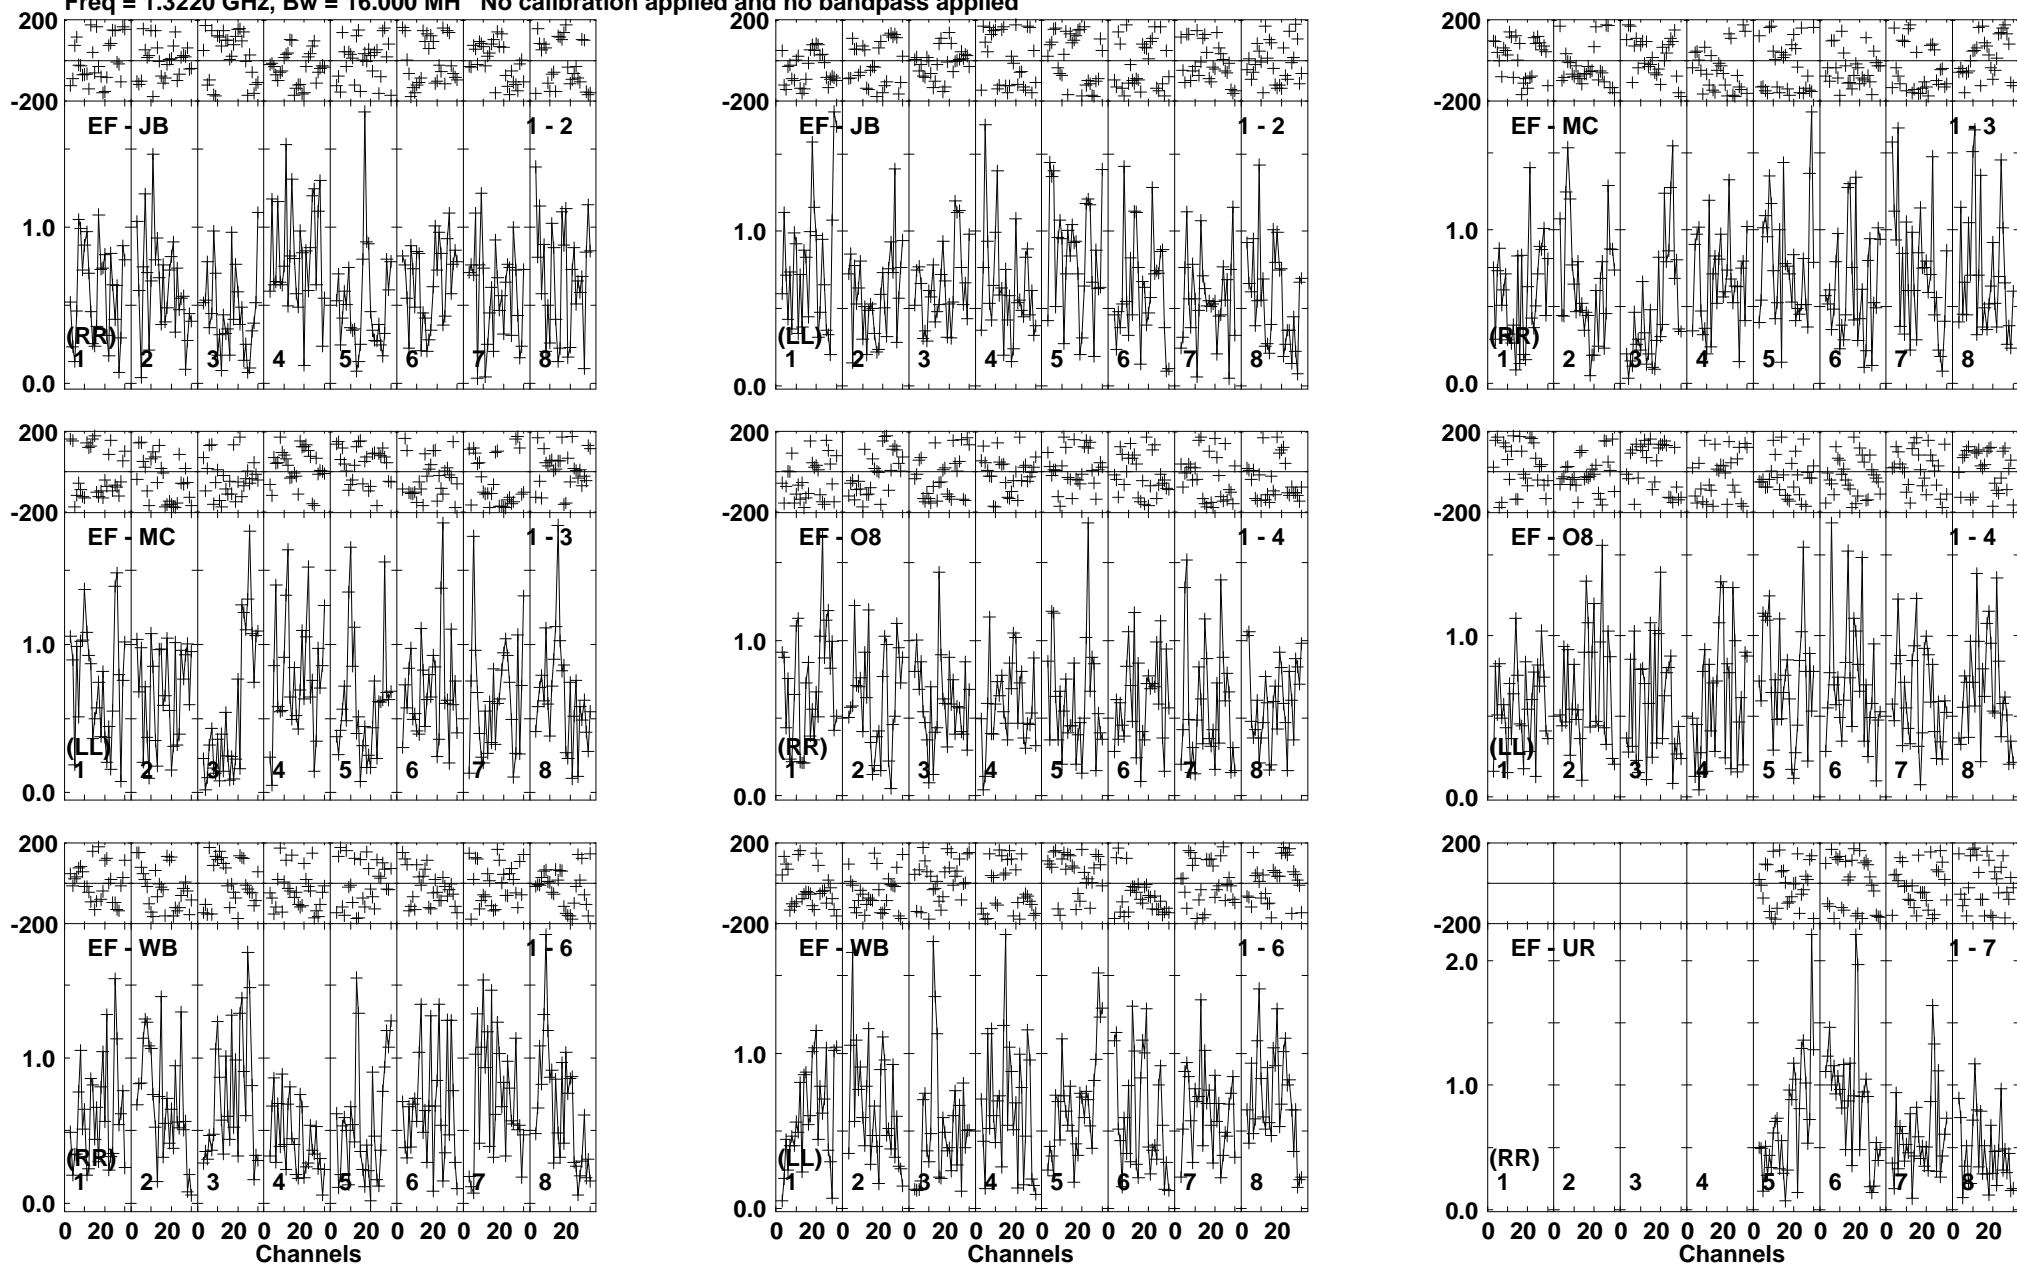 Freq = 1.3220 GHz, Bw = 16.000 MH No calibration applied and no bandpass applied
200
-200
EF - JB
1 - 2
1.0
0.0
(RR)
1 2 3 4 5 6 7 8
EF - JB
1 - 2
1.0
0.0
(LL)
1 2 3 4 5 6 7 8
200
-200
EF - MC
1 - 3
1.0
0.0
(RR)
1 2 3 4 5 6 7 8
200
-200
EF - MC
1 - 3
1.0
0.0
(LL)
1 2 3 4 5 6 7 8
200
-200
EF - O8
1 - 4
1.0
0.0
(RR)
1 2 3 4 5 6 7 8
200
-200
EF - O8
1 - 4
1.0
0.0
(LL)
1 2 3 4 5 6 7 8
200
-200
EF - WB
1 - 6
1.0
0.0
(RR)
1 2 3 4 5 6 7 8
0 20 0 20 0 20 0 20 0 20 0 20 0 20 0 20
Channels
200
-200
EF - WB
1 - 6
1.0
0.0
(LL)
1 2 3 4 5 6 7 8
0 20 0 20 0 20 0 20 0 20 0 20 0 20 0 20
Channels
200
-200
EF - UR
1 - 7
2.0
1.0
0.0
(RR)
1 2 3 4 5 6 7 8
0 20 0 20 0 20 0 20 0 20 0 20 0 20 0 20
Channels